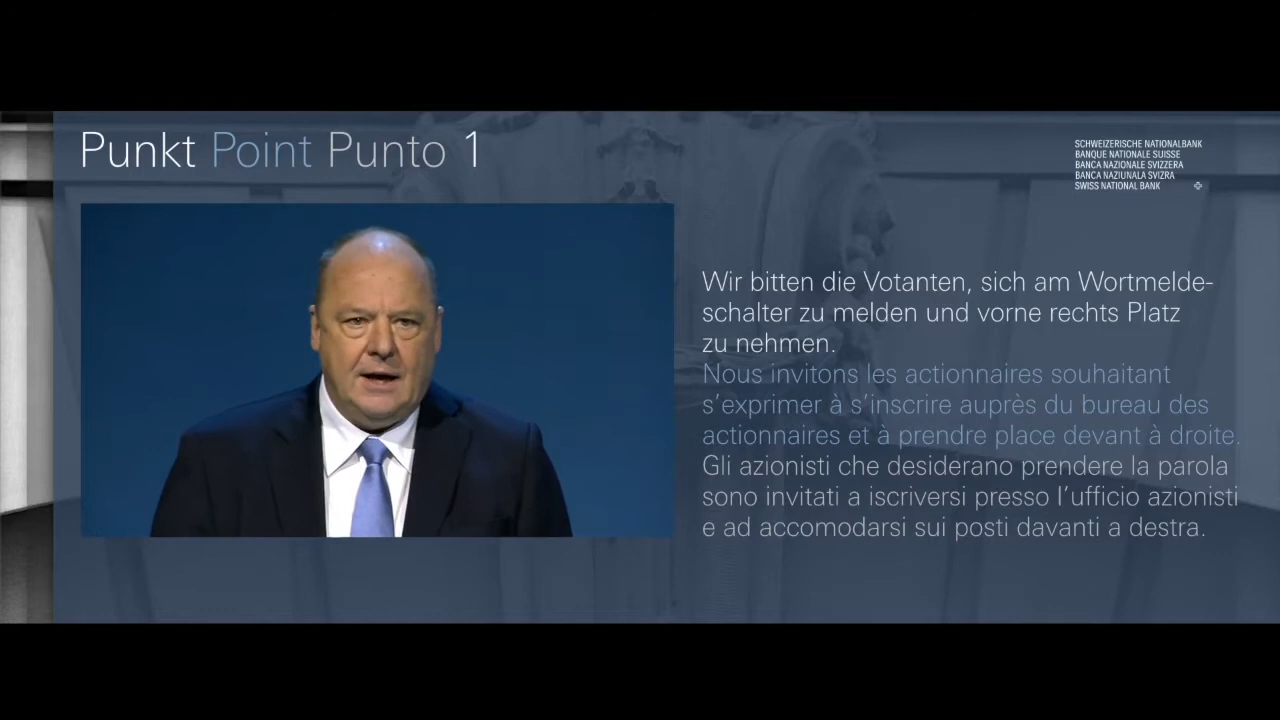 Punkt Point Punto 1
SCHWEIZERISCHE NATIONALBANK
BANQUE NATIONALE SUISSE
BANCA NAZIONALE SVIZZERA
BANCA NAZIUNALA SVIZRA
SWISS NATIONAL BANK
Wir bitten die Votanten, sich am Wortmelde-
schalter zu melden und vorne rechts Platz
zu nehmen.
Nous invitons les actionnaires souhaitant
s’exprimer à s’inscrire auprès du bureau des
actionnaires et à prendre place devant à droite.
Gli azionisti che desiderano prendere la parola
sono invitati a iscriversi presso l’ufficio azionisti
e ad accomodarsi sui posti davanti a destra.